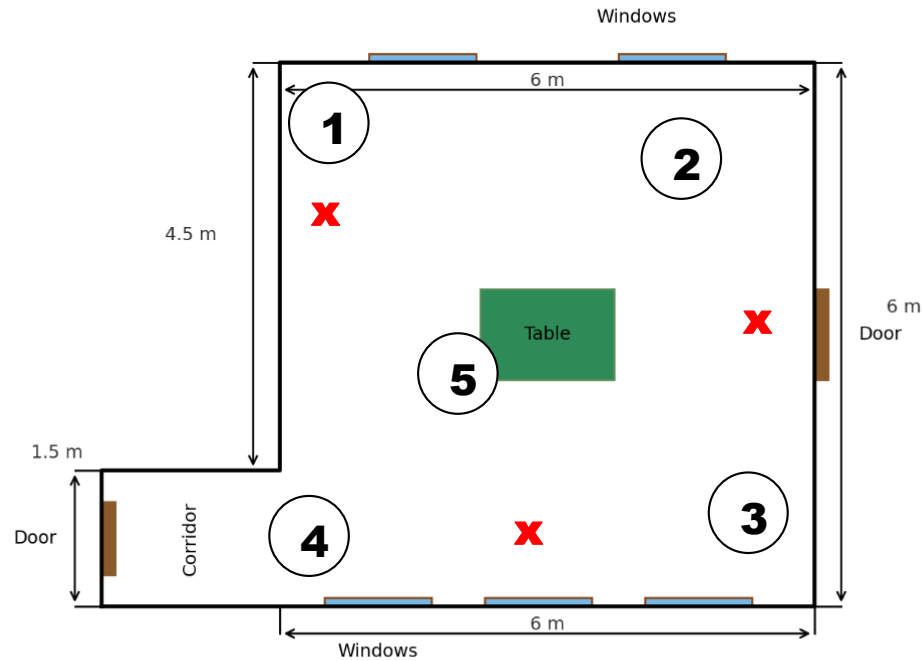 Windows
6 m
1
2
x
4.5 m
6 m
x
Table
Door
5
1.5 m
3
Door
Corridor
4
x
6 m
Windows